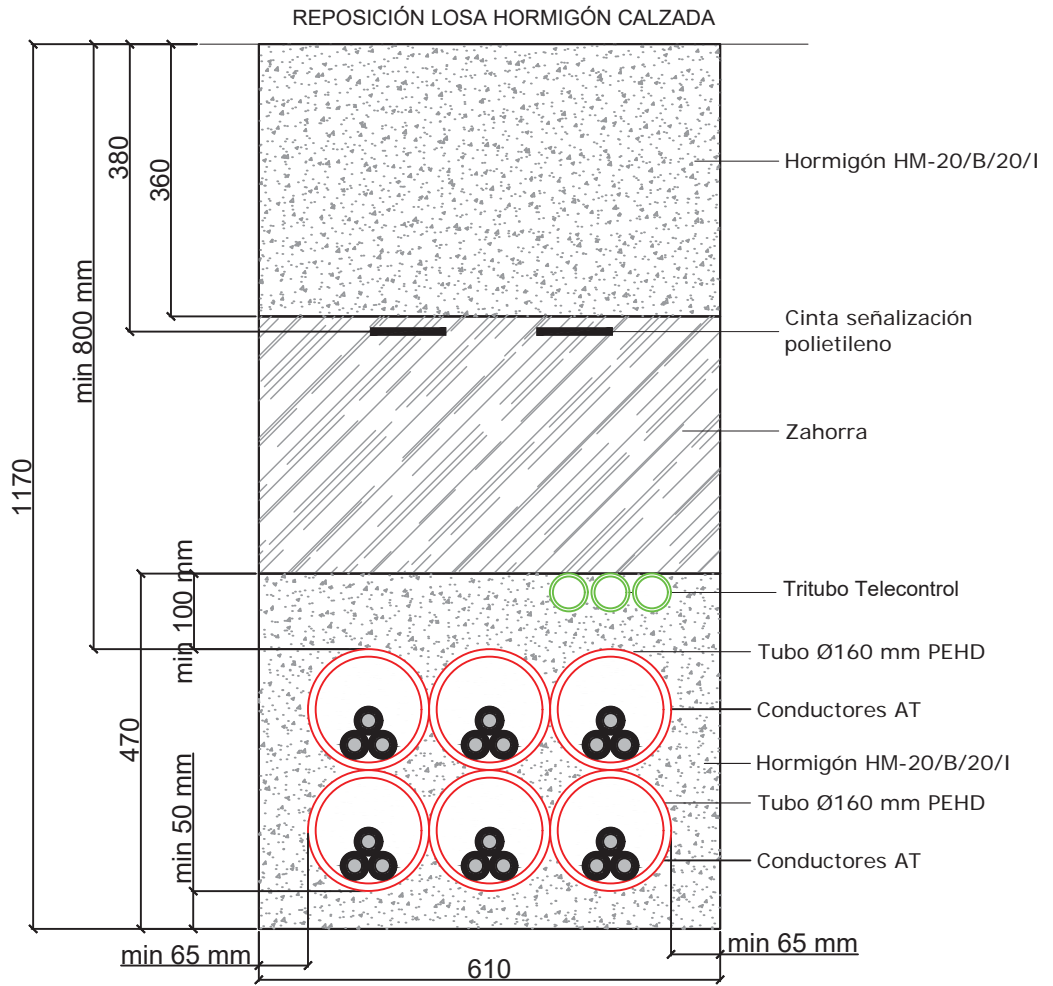 REPOSICIÓN LOSA HORMIGÓN CALZADA
380
360
Hormigón HM-20/B/20/I
min 800 mm
Cinta señalización
polietileno
Zahorra
1170
min 100 mm
Tritubo Telecontrol
Tubo Ø160 mm PEHD
Conductores AT
470
Hormigón HM-20/B/20/I
Tubo Ø160 mm PEHD
min 50 mm
Conductores AT
min 65 mm
min 65 mm
610